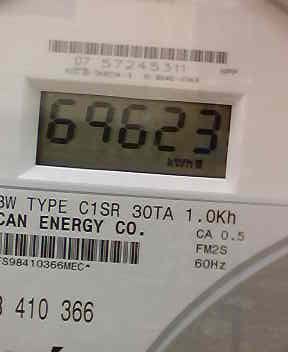 07 57245311
69623
kWh
3W TYPE C1SR 30TA 1.0Kh
CAN ENERGY CO.
CA 0.5
FM2S
FS98410366MEC*
60Hz
410 366